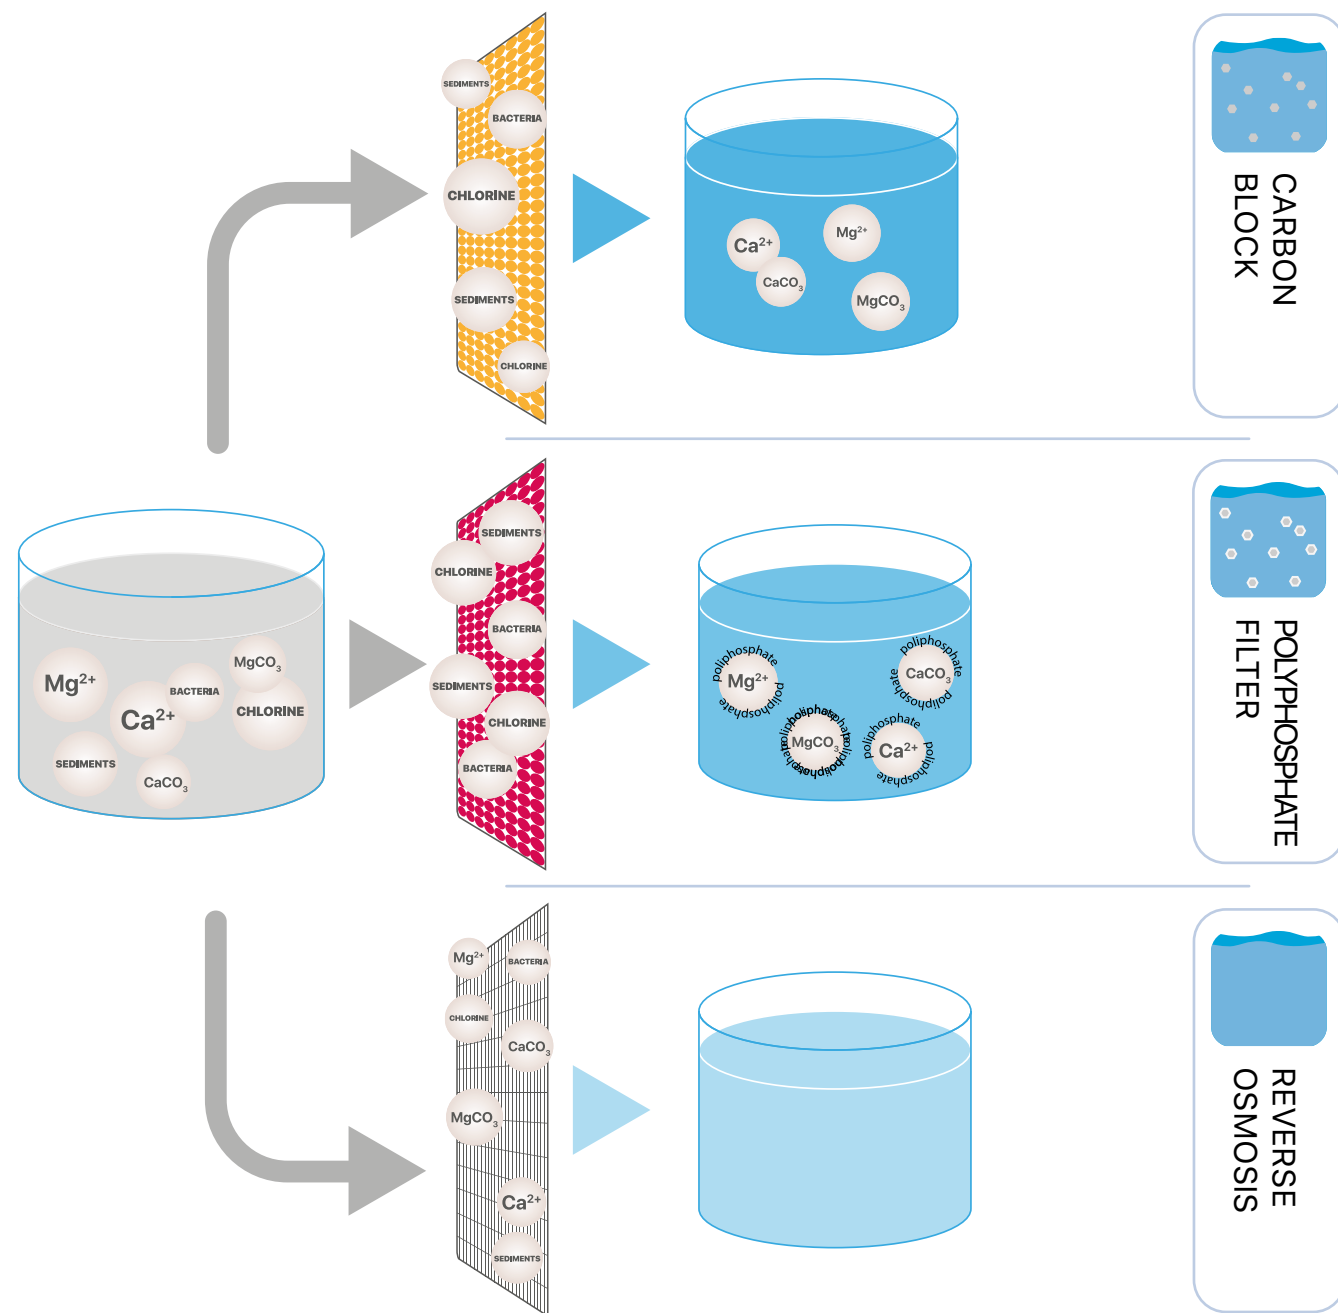 SEDIMENTS
BACTERIA
CHLORINE
SEDIMENTS
CHLORINE
Ca²⁺
Mg²⁺
CaCO₃
MgCO₃
CARBON
BLOCK
Mg²⁺
Ca²⁺
BACTERIA
MgCO₃
CHLORINE
SEDIMENTS
CaCO₃
SEDIMENTS
CHLORINE
BACTERIA
SEDIMENTS
CHLORINE
BACTERIA
poliphosphate
Mg²⁺
poliphosphate
poliphosphate
CaCO₃
poliphosphate
poliphosphate
MgCO₃
poliphosphate
poliphosphate
Ca²⁺
poliphosphate
POLYPHOSPHATE
FILTER
Mg²⁺
BACTERIA
CHLORINE
CaCO₃
MgCO₃
Ca²⁺
SEDIMENTS
REVERSE
OSMOSIS